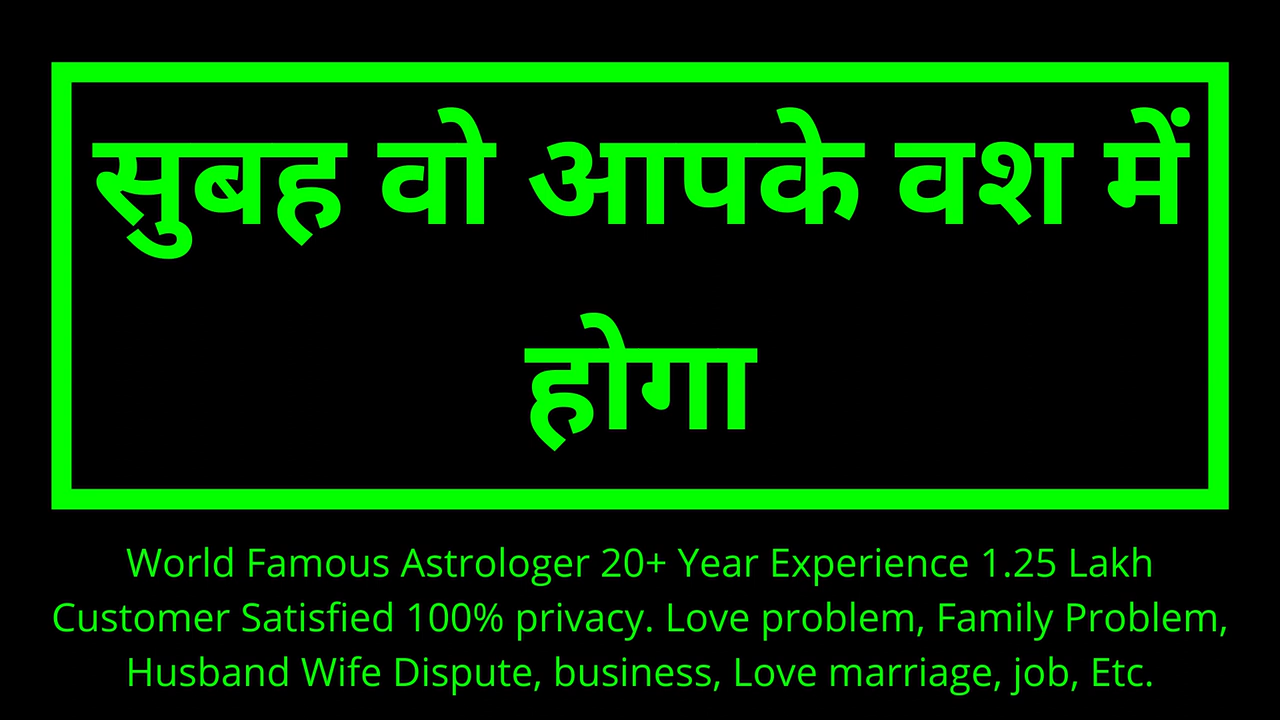 सुबह वो आपके वश में
होगा
World Famous Astrologer 20+ Year Experience 1.25 Lakh
Customer Satisfied 100% privacy. Love problem, Family Problem,
Husband Wife Dispute, business, Love marriage, job, Etc.